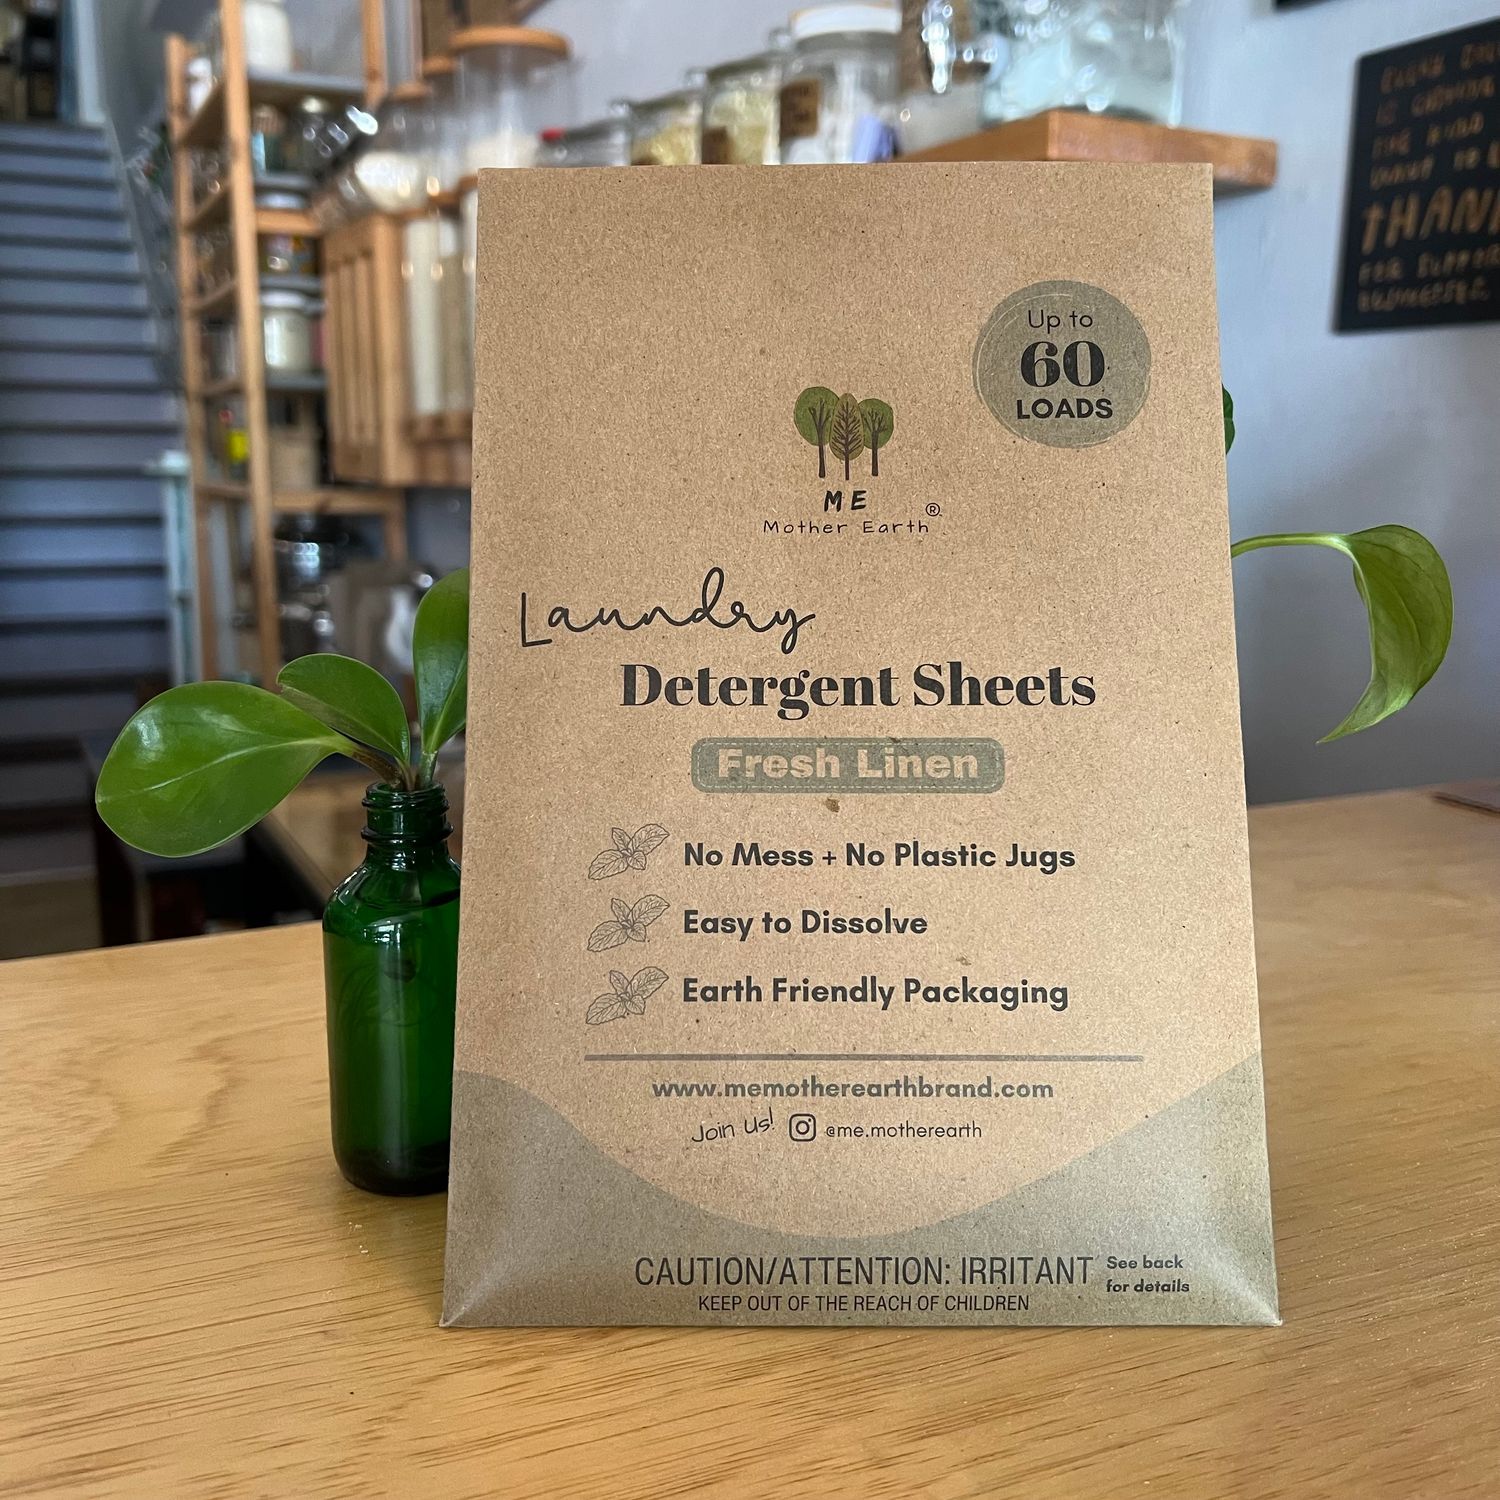 Up to
60
LOADS
ME
Mother Earth®
Laundry
Detergent Sheets
Fresh Linen
No Mess + No Plastic Jugs
Easy to Dissolve
Earth Friendly Packaging
www.memotherearthbrand.com
Join Us! @me.motherearth
CAUTION/ATTENTION: IRRITANT
KEEP OUT OF THE REACH OF CHILDREN
See back
for details
THANK
FOR SUPPOR